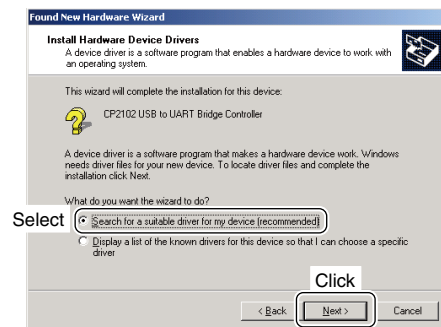 Found New Hardware Wizard
Install Hardware Device Drivers
A device driver is a software program that enables a hardware device to work with
an operating system.
This wizard will complete the installation for this device:
CP2102 USB to UART Bridge Controller
A device driver is a software program that makes a hardware device work. Windows
needs driver files for your new device. To locate driver files and complete the
installation click Next.
What do you want the wizard to do?
Select
Search for a suitable driver for my device (recommended)
Display a list of the known drivers for this device so that I can choose a specific
driver
Click
< Back Next > Cancel